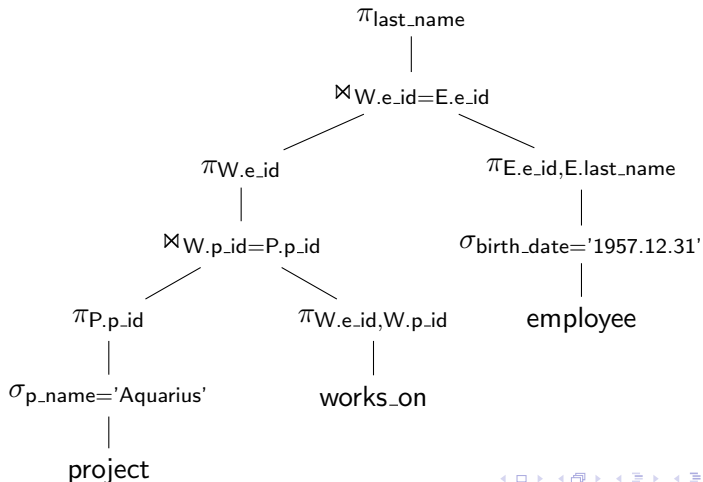 πlast_name
⋈W.e_id=E.e_id
πW.e_id
πE.e_id,E.last_name
⋈W.p_id=P.p_id
σbirth_date='1957.12.31'
πP.p_id
πW.e_id,W.p_id
employee
σp_name='Aquarius'
works_on
project